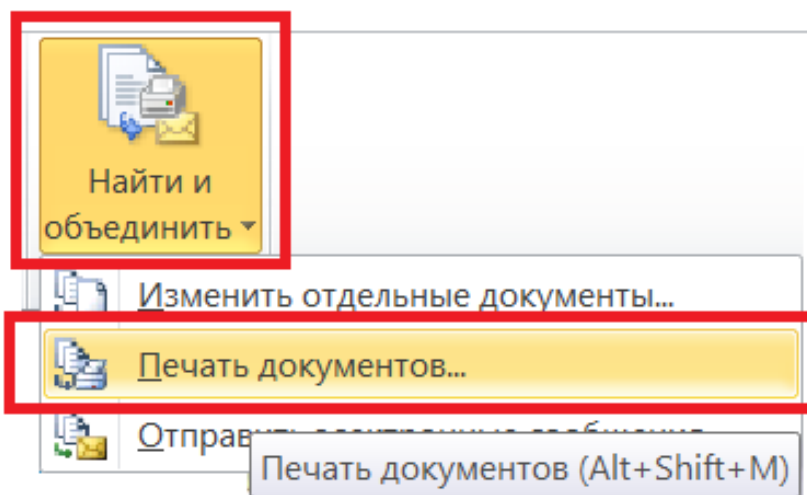 Найти и
объединить
Изменить отдельные документы...
Печать документов...
Печать документов (Alt+Shift+M)